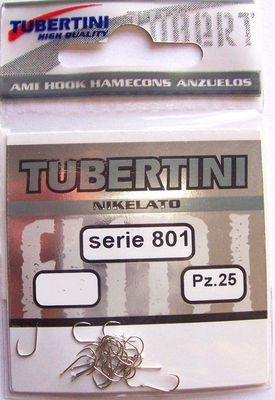 TUBERTINI
HIGH QUALITY
AMI HOOK HAMECONS ANZUELOS
TUBERTINI
NIKELATO
serie 801
Pz.25